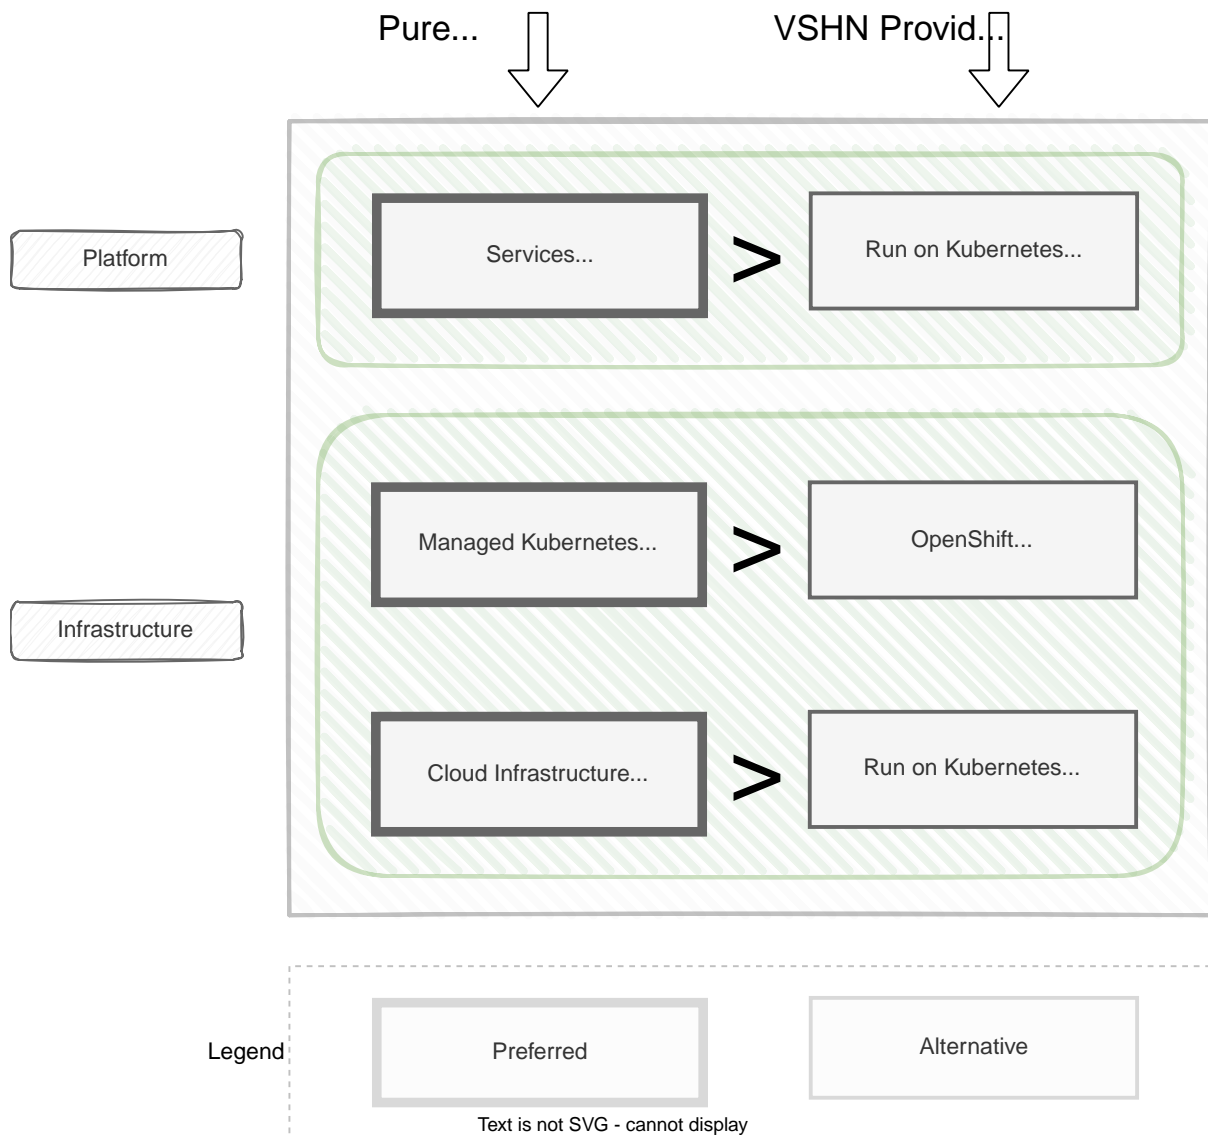 Pure...
VSHN Provid...
Platform
Services...
>
Run on Kubernetes...
Infrastructure
Managed Kubernetes...
>
OpenShift...
Cloud Infrastructure...
>
Run on Kubernetes...
Legend
Preferred
Alternative
Text is not SVG - cannot display